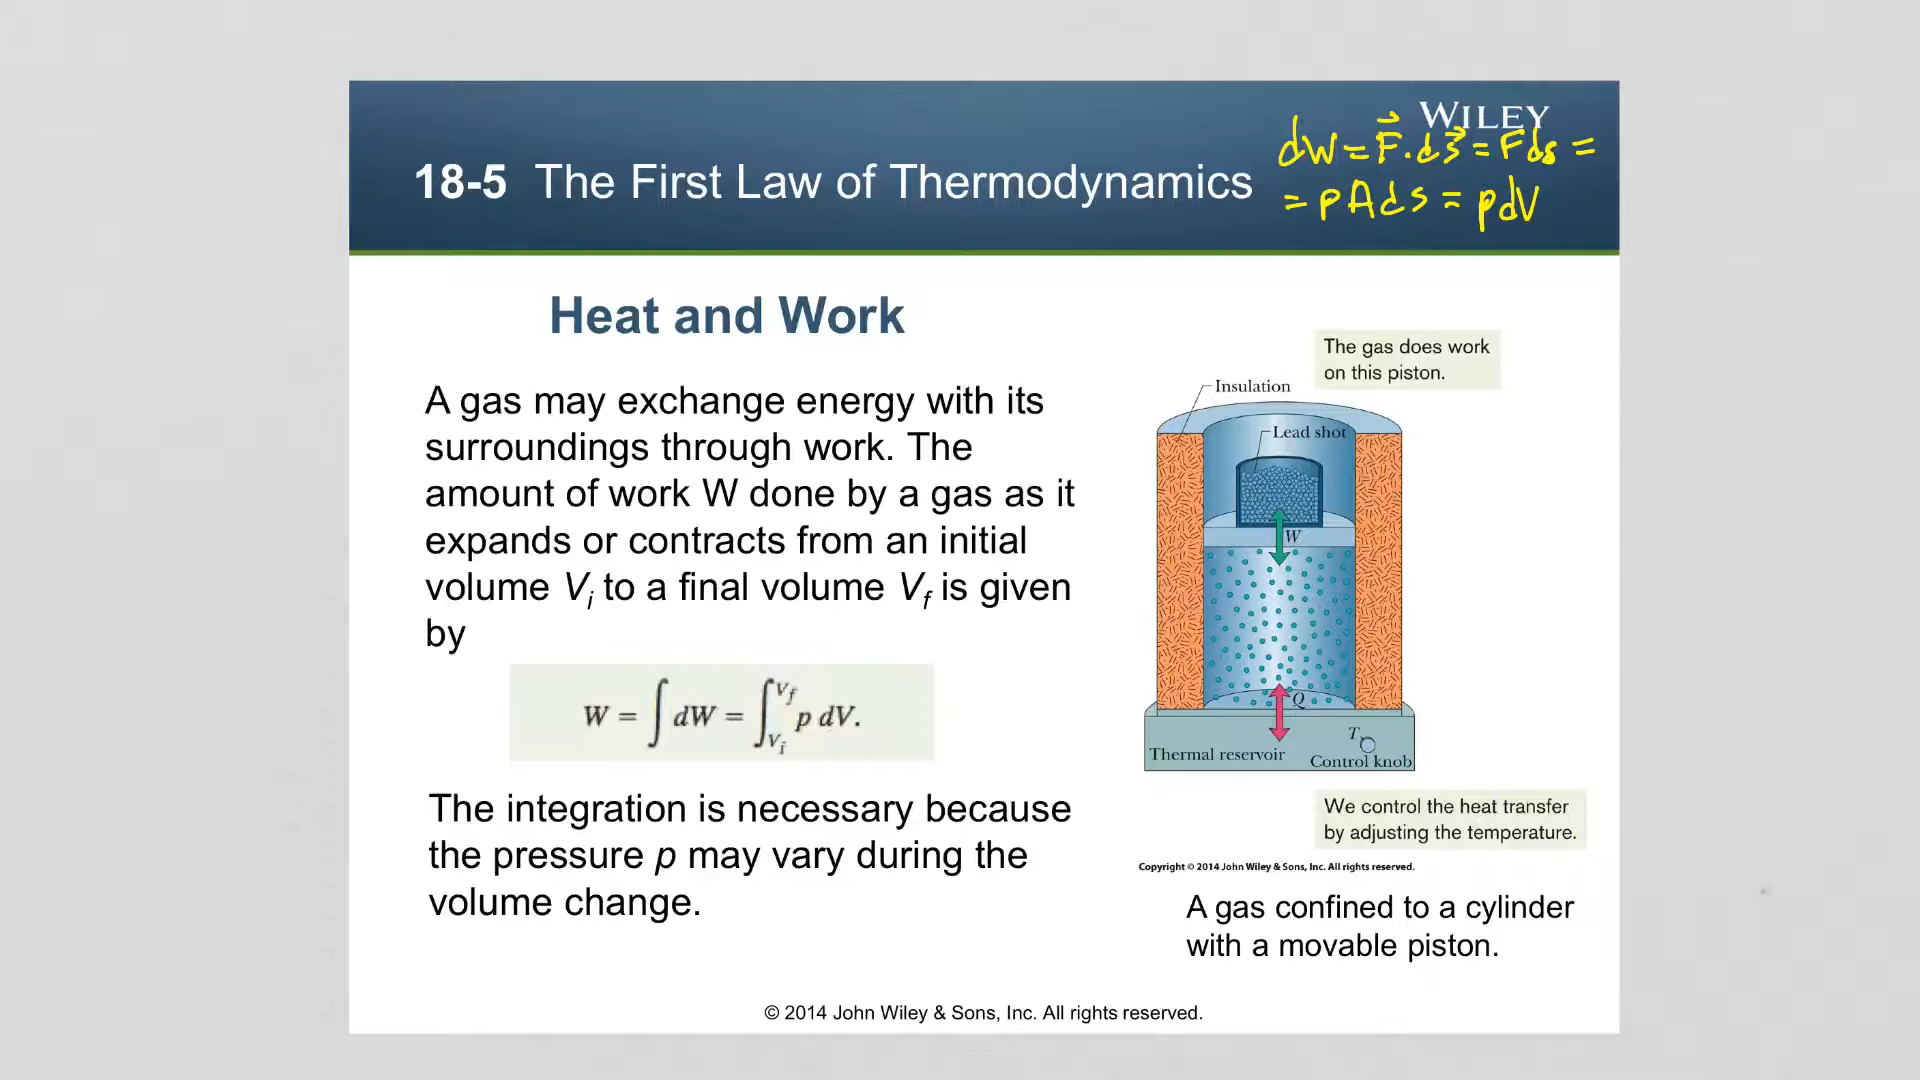 WILEY
dW = F⃗.ds⃗ = Fds =
= pAds = pdV
18-5 The First Law of Thermodynamics
Heat and Work
A gas may exchange energy with its
surroundings through work. The
amount of work W done by a gas as it
expands or contracts from an initial
volume Vi to a final volume Vf is given
by
W = ∫ dW = ∫_{Vi}^{Vf} p dV.
The integration is necessary because
the pressure p may vary during the
volume change.
The gas does work
on this piston.
Insulation
Lead shot
W
Q
T
Thermal reservoir
Control knob
We control the heat transfer
by adjusting the temperature.
Copyright © 2014 John Wiley & Sons, Inc. All rights reserved.
A gas confined to a cylinder
with a movable piston.
© 2014 John Wiley & Sons, Inc. All rights reserved.